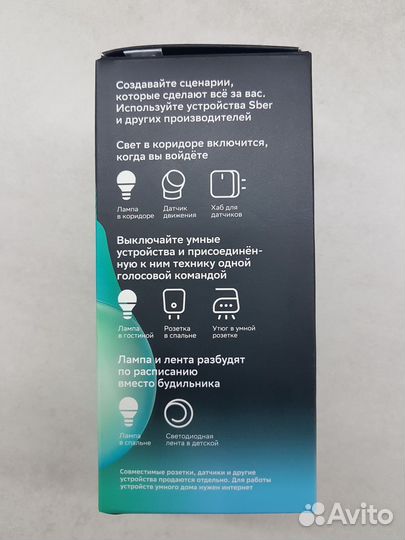 Создавайте сценарии,
которые сделают всё за вас.
Используйте устройства Sber
и других производителей
Свет в коридоре включится,
когда вы войдёте
Лампа
в коридоре
Датчик
движения
Хаб для
датчиков
Выключайте умные
устройства и присоединён-
ную к ним технику одной
голосовой командой
Лампа
в гостиной
Розетка
в спальне
Утюг в умной
розетке
Лампа и лента разбудят
по расписанию
вместо будильника
Лампа
в спальне
Светодиодная
лента в детской
Совместимые розетки, датчики и другие
устройства продаются отдельно. Для работы
устройств умного дома нужен интернет
Avito